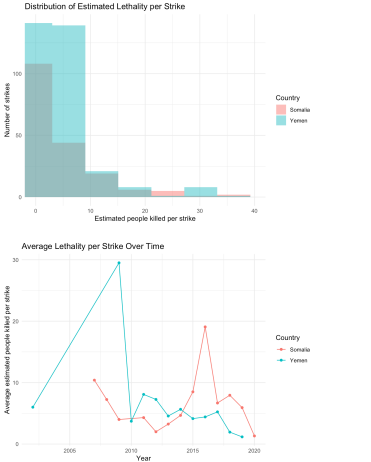 Distribution of Estimated Lethality per Strike
Number of strikes
100
50
0
0 10 20 30 40
Estimated people killed per strike
Country
Somalia
Yemen
Average Lethality per Strike Over Time
Average estimated people killed per strike
30
20
10
0
2005 2010 2015 2020
Year
Country
Somalia
Yemen